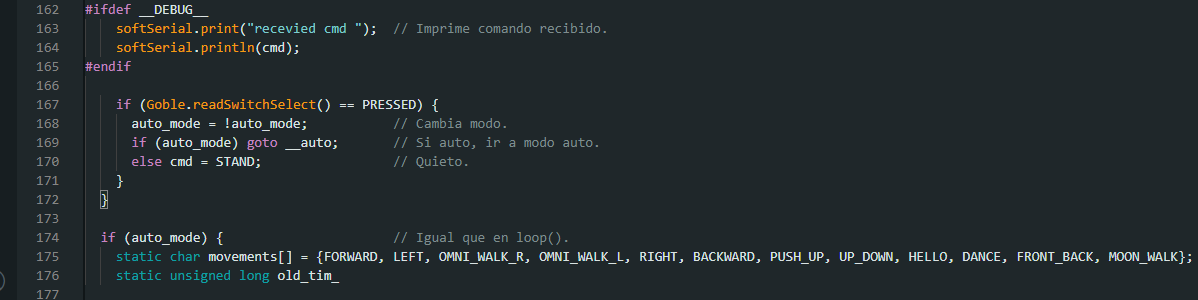 162 #ifdef __DEBUG__
163 softSerial.print("recevied cmd "); // Imprime comando recibido.
164 softSerial.println(cmd);
165 #endif
166
167 if (Goble.readSwitchSelect() == PRESSED) {
168 auto_mode = !auto_mode; // Cambia modo.
169 if (auto_mode) goto __auto; // Si auto, ir a modo auto.
170 else cmd = STAND; // Quieto.
171 }
172 }
173
174 if (auto_mode) { // Igual que en loop().
175 static char movements[] = {FORWARD, LEFT, OMNI_WALK_R, OMNI_WALK_L, RIGHT, BACKWARD, PUSH_UP, UP_DOWN, HELLO, DANCE, FRONT_BACK, MOON_WALK};
176 static unsigned long old_tim_
177